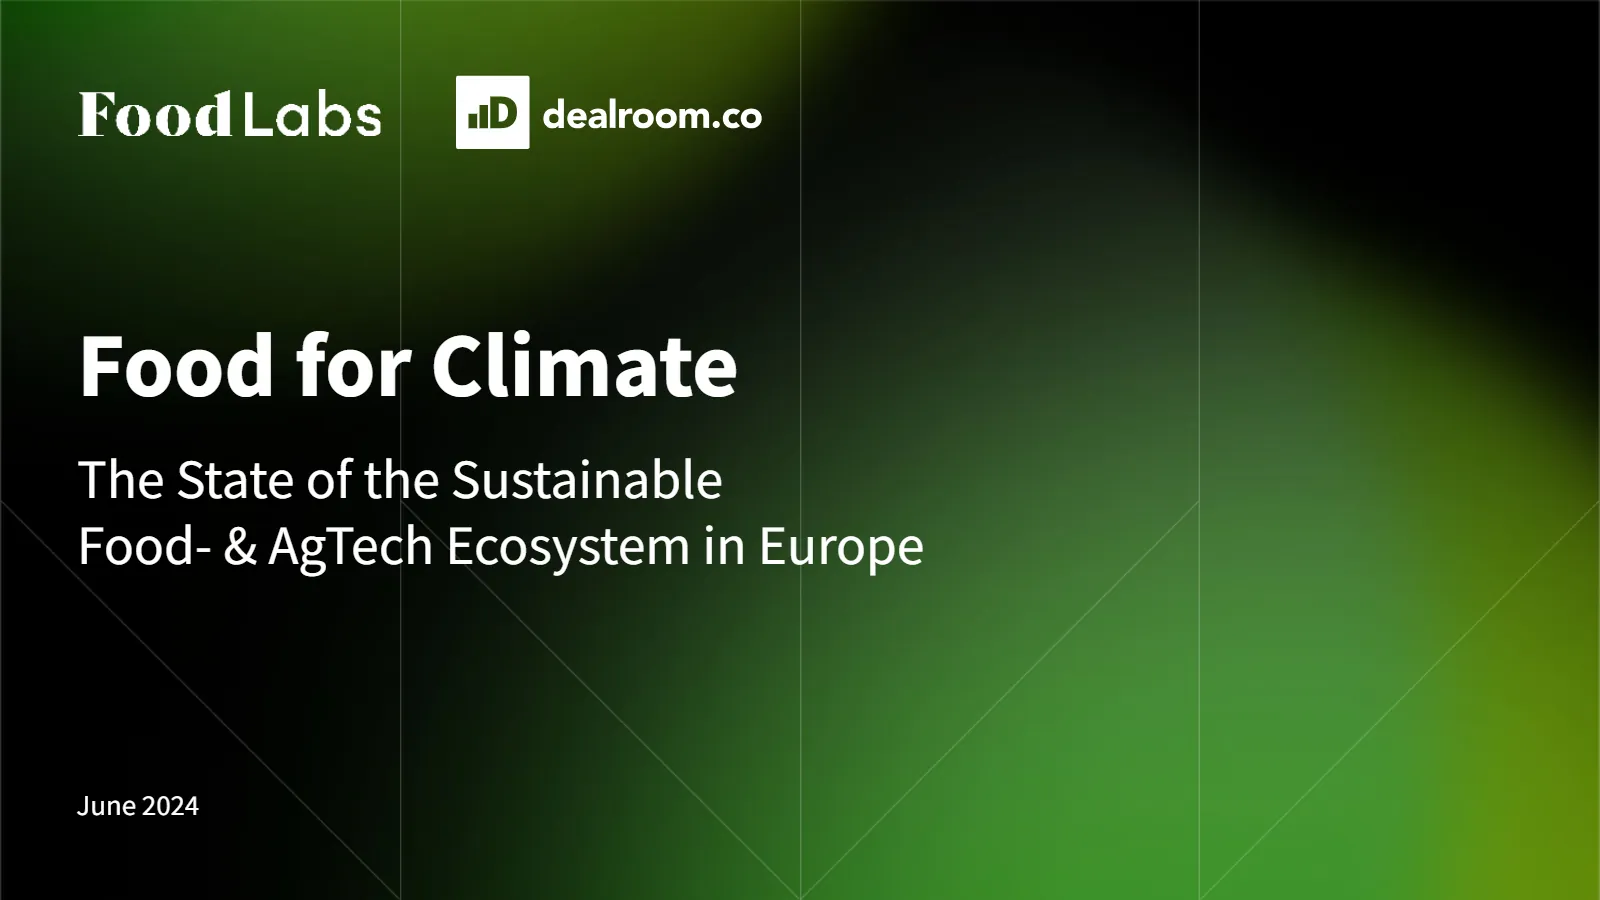 FoodLabs
dealroom.co
Food for Climate
The State of the Sustainable
Food- & AgTech Ecosystem in Europe
June 2024